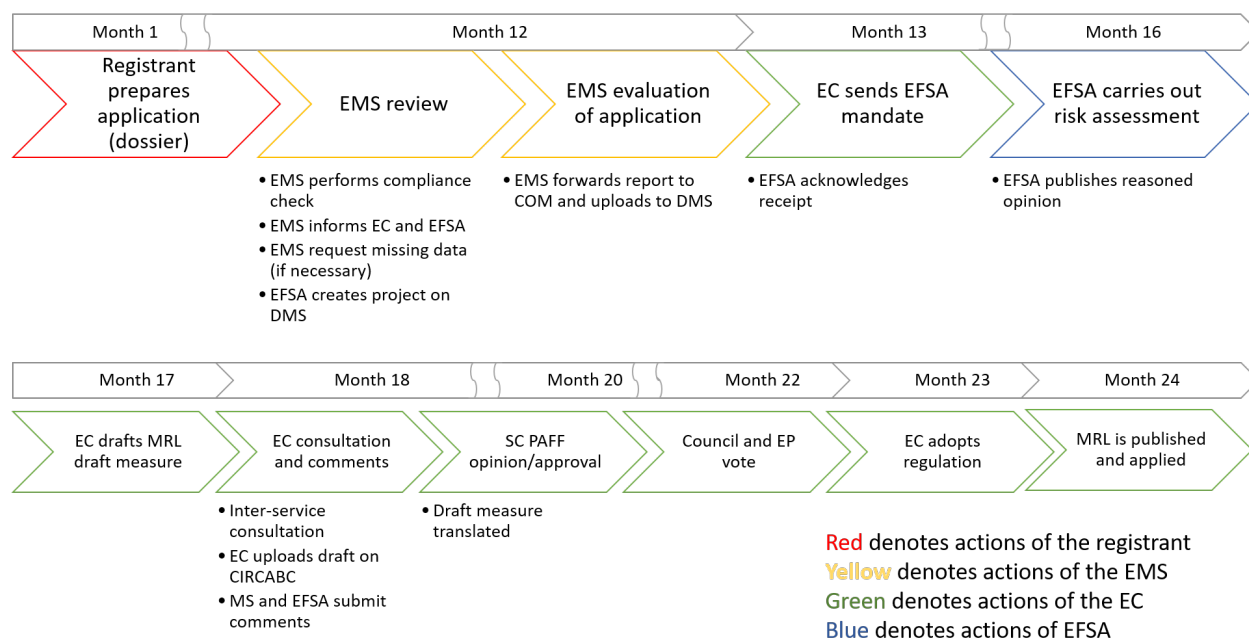 Month 1
Month 12
Month 13
Month 16
Registrant
prepares
application
(dossier)
EMS review
EMS evaluation
of application
EC sends EFSA
mandate
EFSA carries out
risk assessment
• EMS performs compliance
check
• EMS informs EC and EFSA
• EMS request missing data
(if necessary)
• EFSA creates project on
DMS
• EMS forwards report to
COM and uploads to DMS
• EFSA acknowledges
receipt
• EFSA publishes reasoned
opinion
Month 17
Month 18
Month 20
Month 22
Month 23
Month 24
EC drafts MRL
draft measure
EC consultation
and comments
SC PAFF
opinion/approval
Council and EP
vote
EC adopts
regulation
MRL is published
and applied
• Inter-service
consultation
• EC uploads draft on
CIRCABC
• MS and EFSA submit
comments
• Draft measure
translated
Red denotes actions of the registrant
Yellow denotes actions of the EMS
Green denotes actions of the EC
Blue denotes actions of EFSA